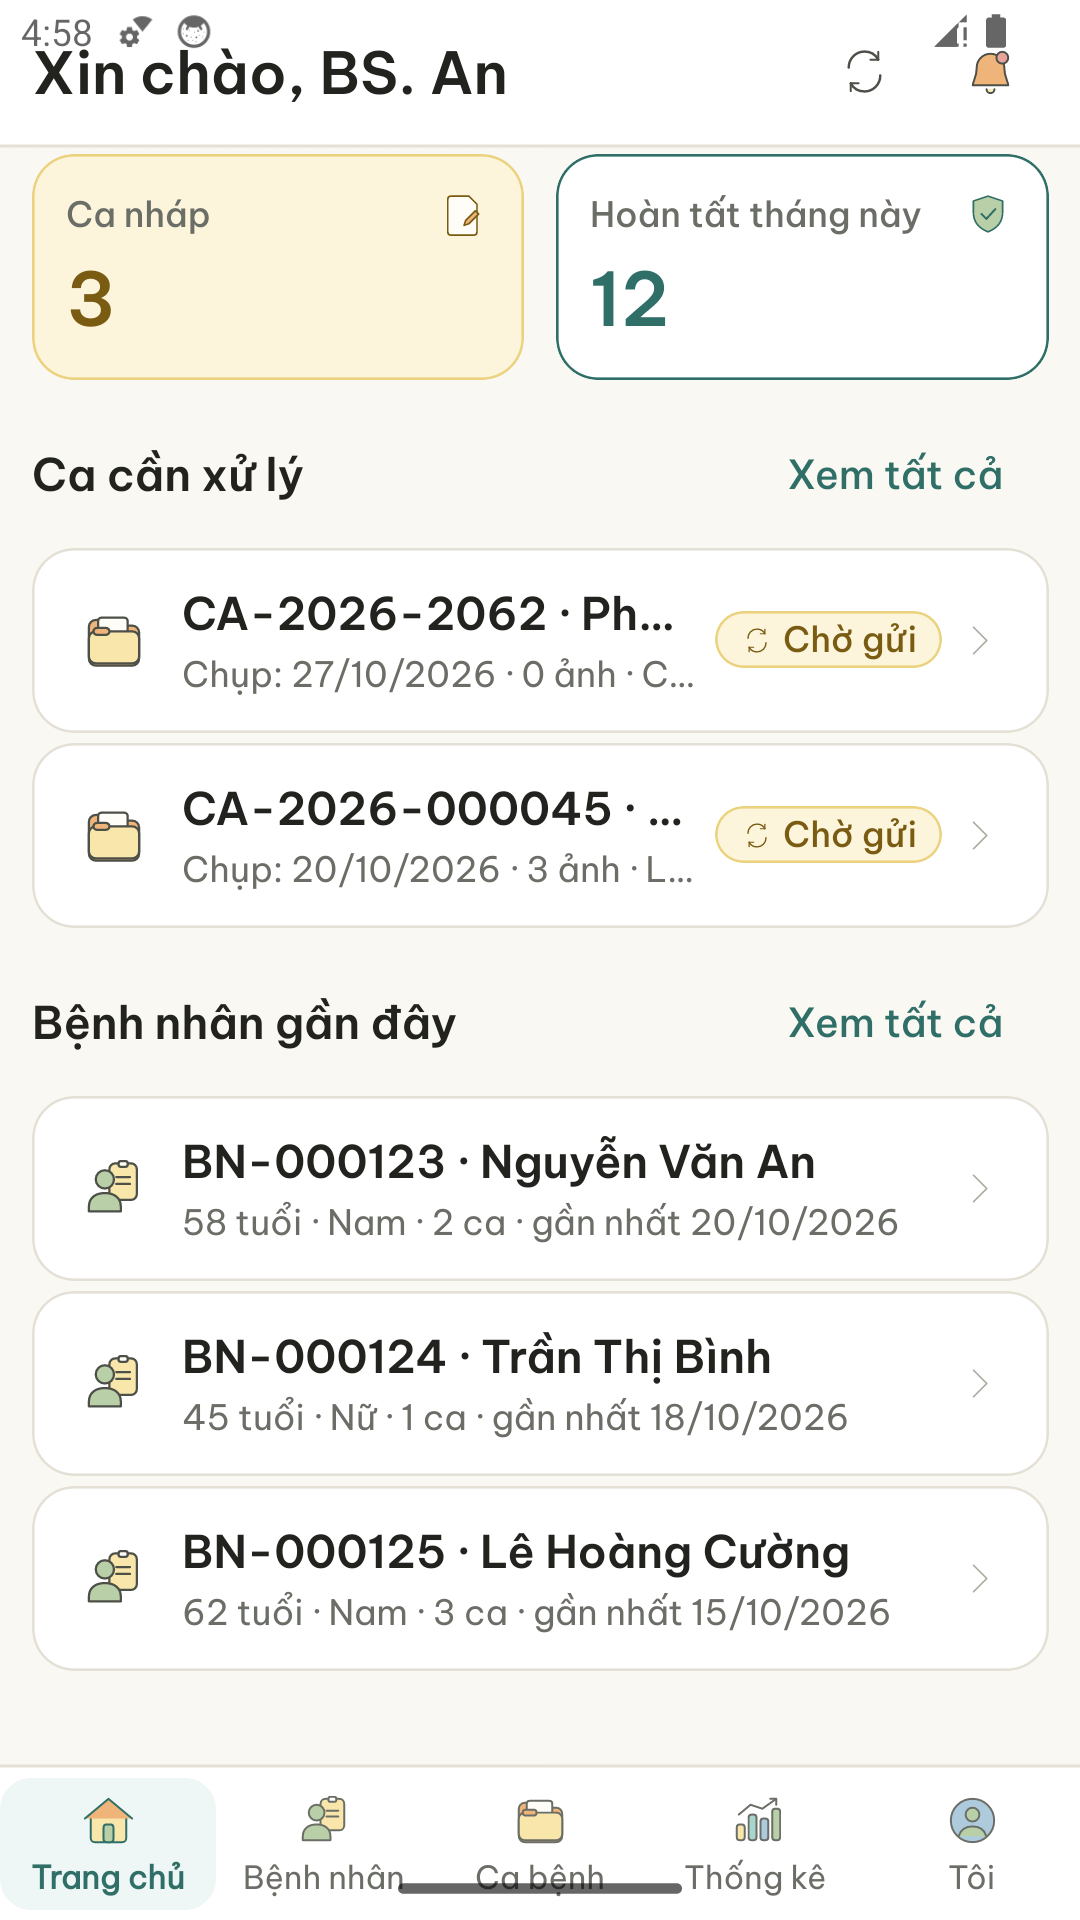 4:58
Xin chào, BS. An
Ca nháp
Hoàn tất tháng này
3
12
Ca cần xử lý
Xem tất cả
CA-2026-2062 · Ph...
Chụp: 27/10/2026 · 0 ảnh · C...
Chờ gửi
CA-2026-000045 · ...
Chụp: 20/10/2026 · 3 ảnh · L...
Chờ gửi
Bệnh nhân gần đây
Xem tất cả
BN-000123 · Nguyễn Văn An
58 tuổi · Nam · 2 ca · gần nhất 20/10/2026
BN-000124 · Trần Thị Bình
45 tuổi · Nữ · 1 ca · gần nhất 18/10/2026
BN-000125 · Lê Hoàng Cường
62 tuổi · Nam · 3 ca · gần nhất 15/10/2026
Trang chủ
Bệnh nhân
Ca bệnh
Thống kê
Tôi